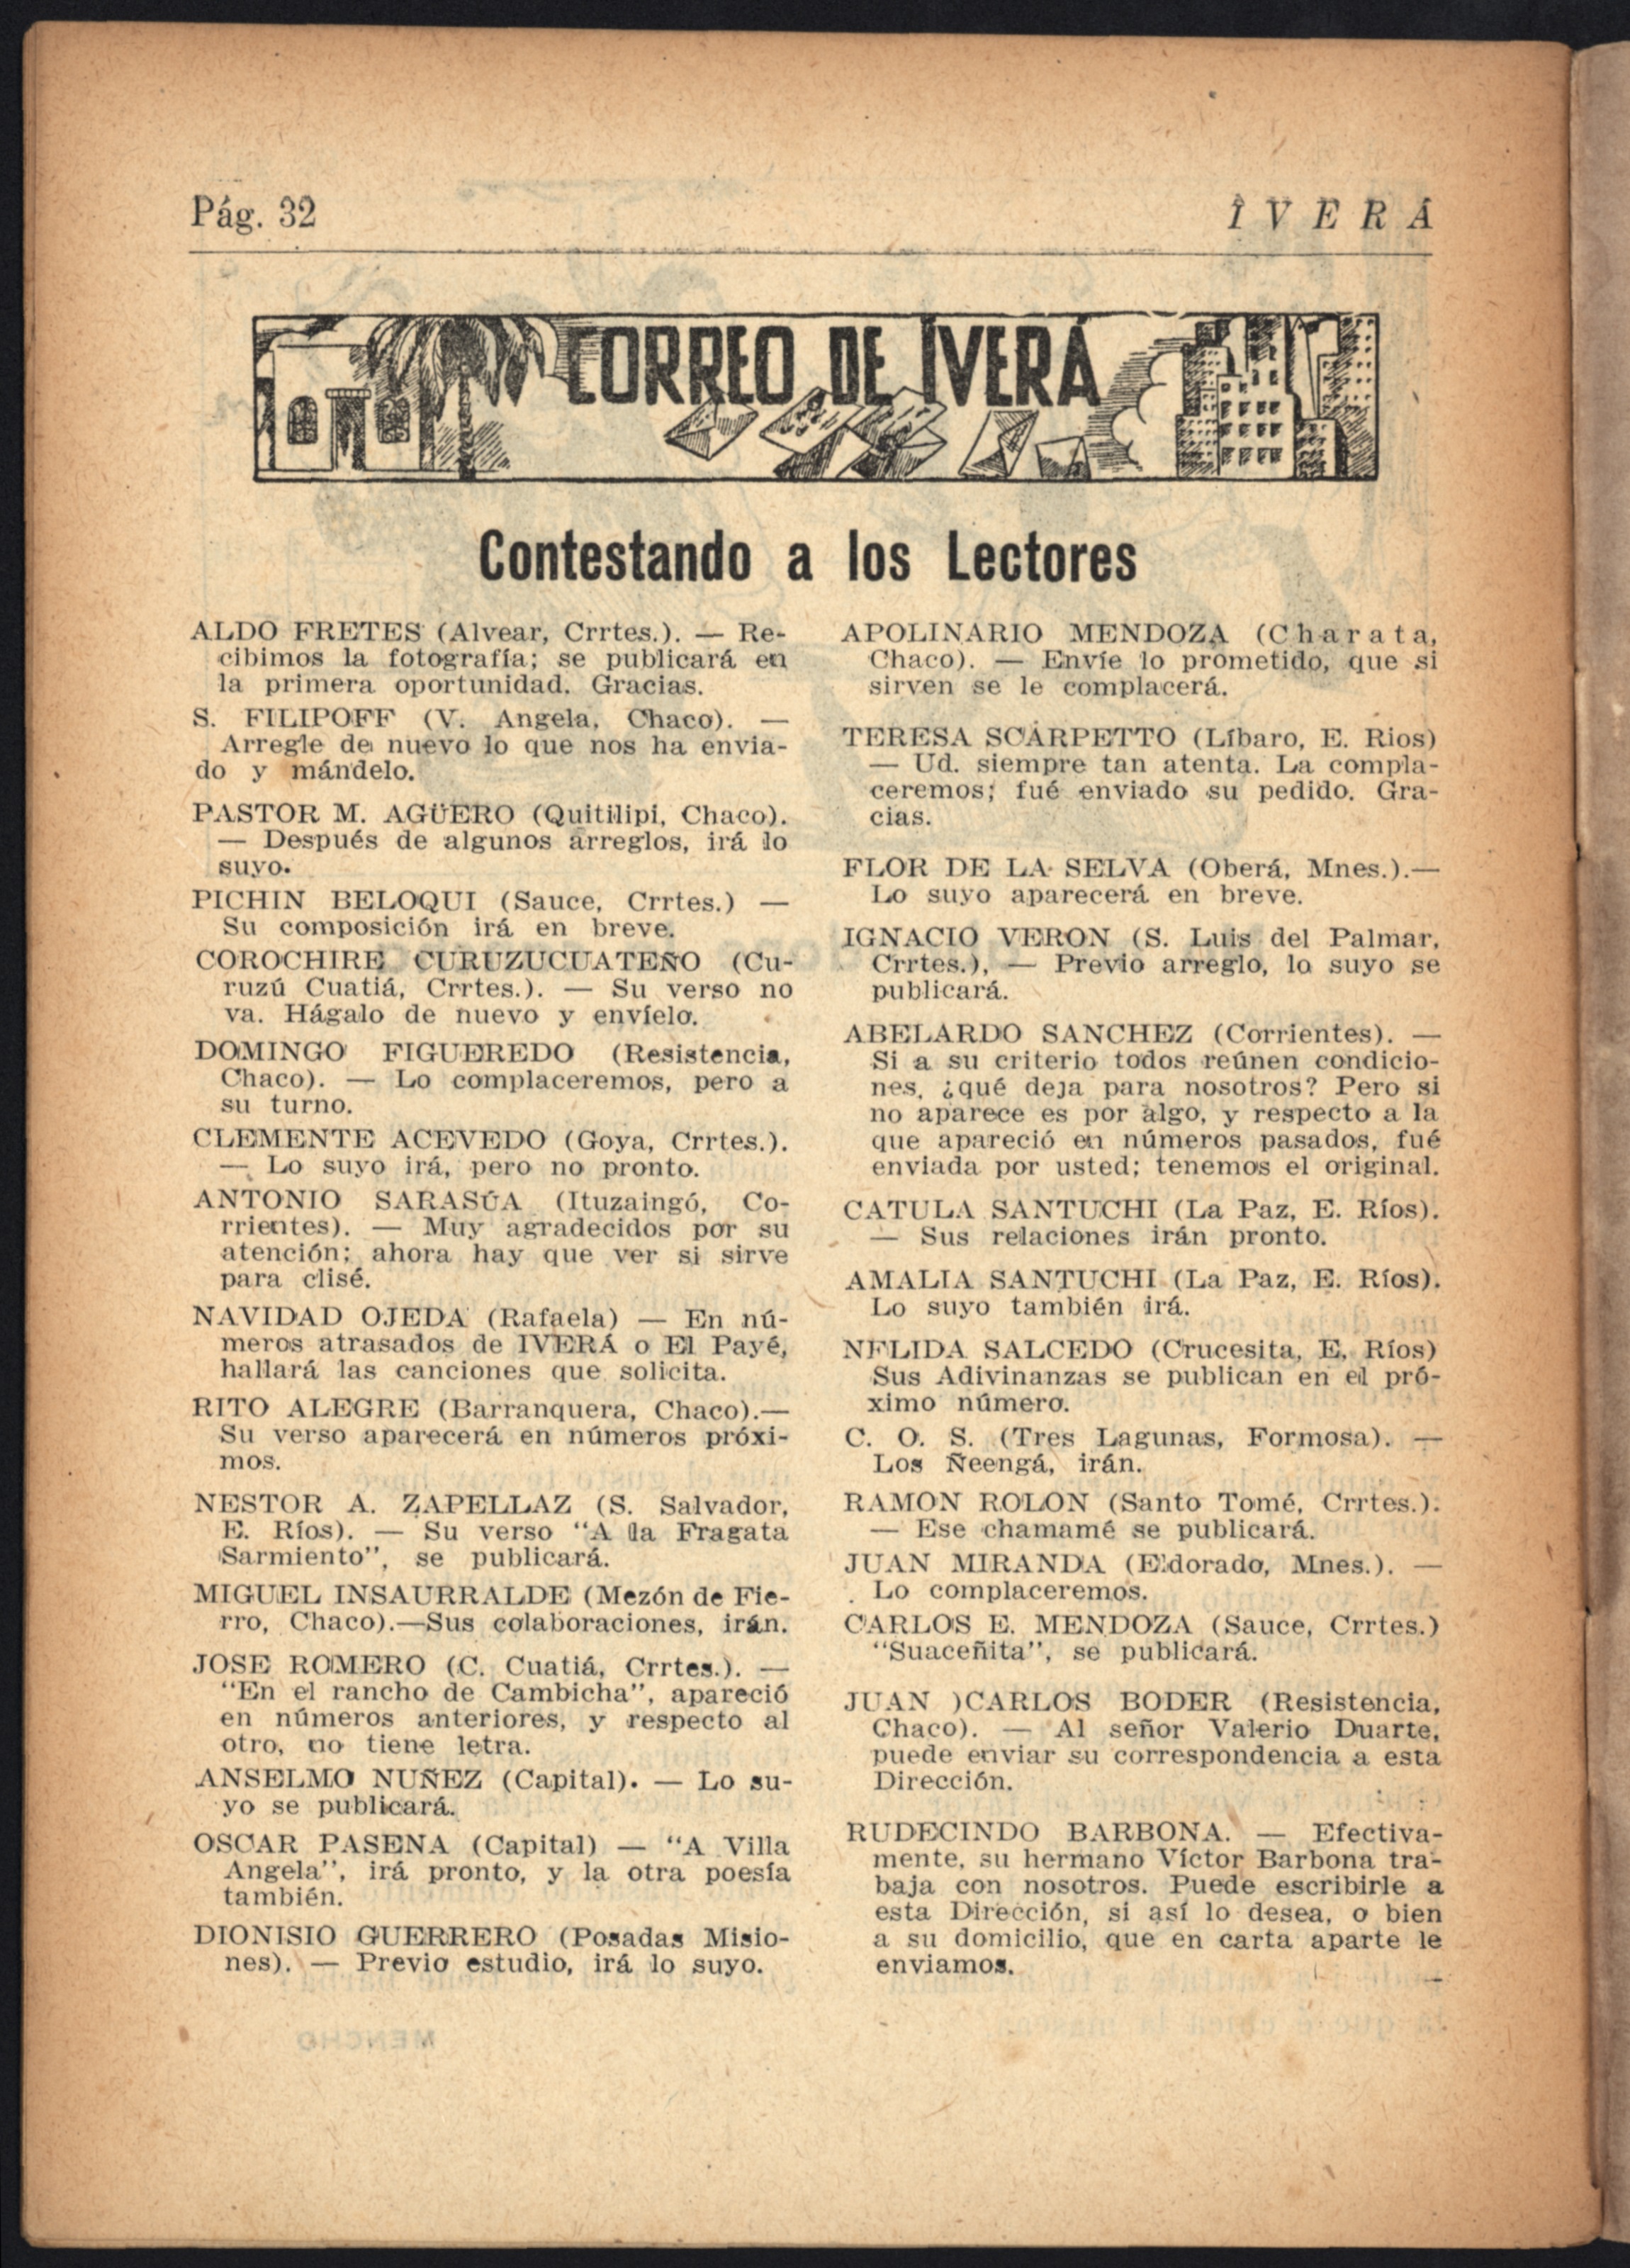 Pág. 32
ÎVERÁ
CORREO DE ÎVERÁ
Contestando a los Lectores
ALDO FRETES (Alvear, Crrtes.). — Re-
cibimos la fotografía; se publicará en
la primera oportunidad. Gracias.
S. FILIPOFF (V. Angela, Chaco). —
Arregle de nuevo lo que nos ha envia-
do y mándelo.
PASTOR M. AGÜERO (Quitilipi, Chaco).
— Después de algunos arreglos, irá lo
suyo.
PICHIN BELOQUI (Sauce, Crrtes.) —
Su composición irá en breve.
COROCHIRE CURUZUCUATEÑO (Cu-
ruzú Cuatiá, Crrtes.). — Su verso no
va. Hágalo de nuevo y envíelo.
DOMINGO FIGUEREDO (Resistencia,
Chaco). — Lo complaceremos, pero a
su turno.
CLEMENTE ACEVEDO (Goya, Crrtes.).
— Lo suyo irá, pero no pronto.
ANTONIO SARASÚA (Ituzaingó, Co-
rrientes). — Muy agradecidos por su
atención; ahora hay que ver si sirve
para clisé.
NAVIDAD OJEDA (Rafaela) — En nú-
meros atrasados de IVERÁ o El Payé,
hallará las canciones que solicita.
RITO ALEGRE (Barranquera, Chaco).—
Su verso aparecerá en números próxi-
mos.
NESTOR A. ZAPELLAZ (S. Salvador,
E. Ríos). — Su verso "A la Fragata
Sarmiento", se publicará.
MIGUEL INSAURRALDE (Mezón de Fie-
rro, Chaco).—Sus colaboraciones, irán.
JOSE ROMERO (C. Cuatiá, Crrtes.). —
"En el rancho de Cambicha", apareció
en números anteriores, y respecto al
otro, no tiene letra.
ANSELMO NUÑEZ (Capital). — Lo su-
yo se publicará.
OSCAR PASENA (Capital) — "A Villa
Angela", irá pronto, y la otra poesía
también.
DIONISIO GUERRERO (Posadas Misio-
nes). — Previo estudio, irá lo suyo.
APOLINARIO MENDOZA (Charata,
Chaco). — Envíe lo prometido, que si
sirven se le complacerá.
TERESA SCARPETTO (Líbaro, E. Rios)
— Ud. siempre tan atenta. La compla-
ceremos; fué enviado su pedido. Gra-
cias.
FLOR DE LA SELVA (Oberá, Mnes.).—
Lo suyo aparecerá en breve.
IGNACIO VERON (S. Luis del Palmar,
Crrtes.), — Previo arreglo, lo suyo se
publicará.
ABELARDO SANCHEZ (Corrientes). —
Si a su criterio todos reúnen condicio-
nes, ¿qué deja para nosotros? Pero si
no aparece es por algo, y respecto a la
que apareció en números pasados, fué
enviada por usted; tenemos el original.
CATULA SANTUCHI (La Paz, E. Ríos).
— Sus relaciones irán pronto.
AMALIA SANTUCHI (La Paz, E. Ríos).
Lo suyo también irá.
NELIDA SALCEDO (Crucesita, E. Ríos)
Sus Adivinanzas se publican en el pró-
ximo número.
C. O. S. (Tres Lagunas, Formosa). —
Los Ñeengá, irán.
RAMON ROLON (Santo Tomé, Crrtes.).
— Ese chamamé se publicará.
JUAN MIRANDA (Eldorado, Mnes.). —
Lo complaceremos.
CARLOS E. MENDOZA (Sauce, Crrtes.)
"Suaceñita", se publicará.
JUAN )CARLOS BODER (Resistencia,
Chaco). — Al señor Valerio Duarte,
puede enviar su correspondencia a esta
Dirección.
RUDECINDO BARBONA. — Efectiva-
mente, su hermano Víctor Barbona tra-
baja con nosotros. Puede escribirle a
esta Dirección, si así lo desea, o bien
a su domicilio, que en carta aparte le
enviamos.